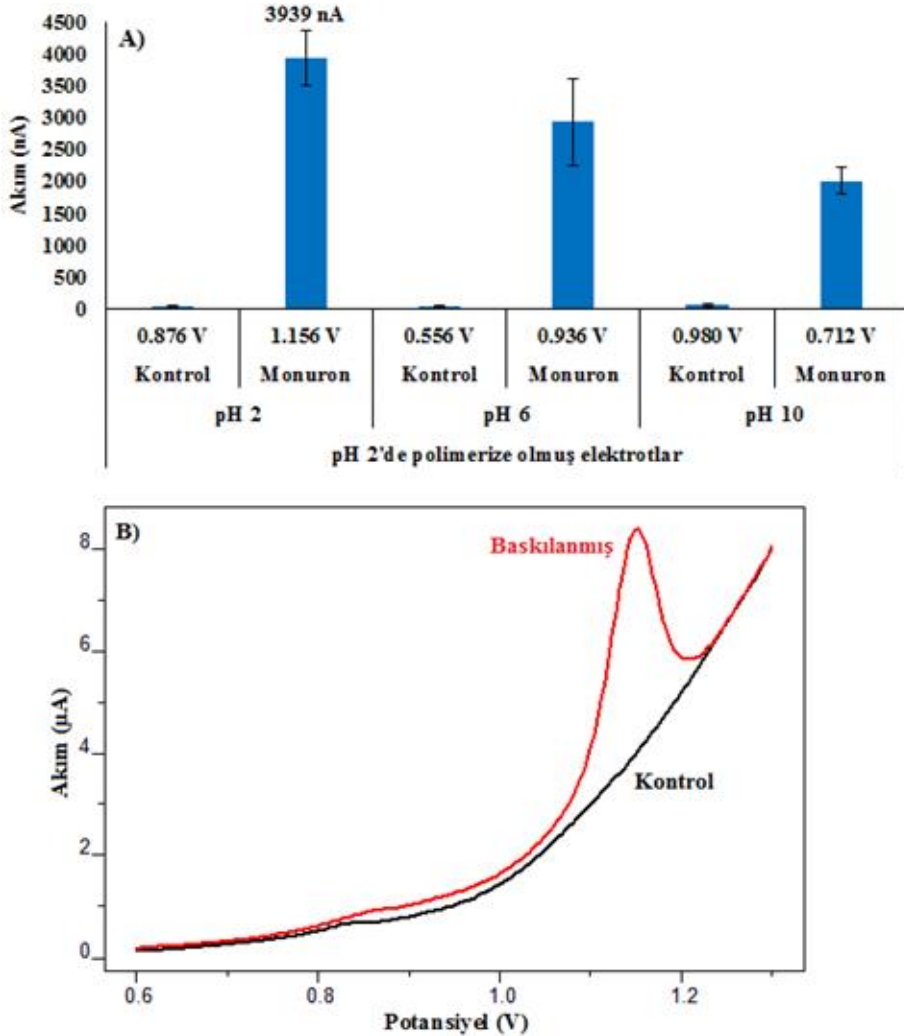 A)
3939 nA
Akım (nA)
4500
4000
3500
3000
2500
2000
1500
1000
500
0
0.876 V 1.156 V 0.556 V 0.936 V 0.980 V 0.712 V
Kontrol Monuron Kontrol Monuron Kontrol Monuron
pH 2 pH 6 pH 10
pH 2'de polimerize olmuş elektrotlar
B)
Baskılanmış
Kontrol
Akım (µA)
8
6
4
2
0
0.6 0.8 1.0 1.2
Potansiyel (V)